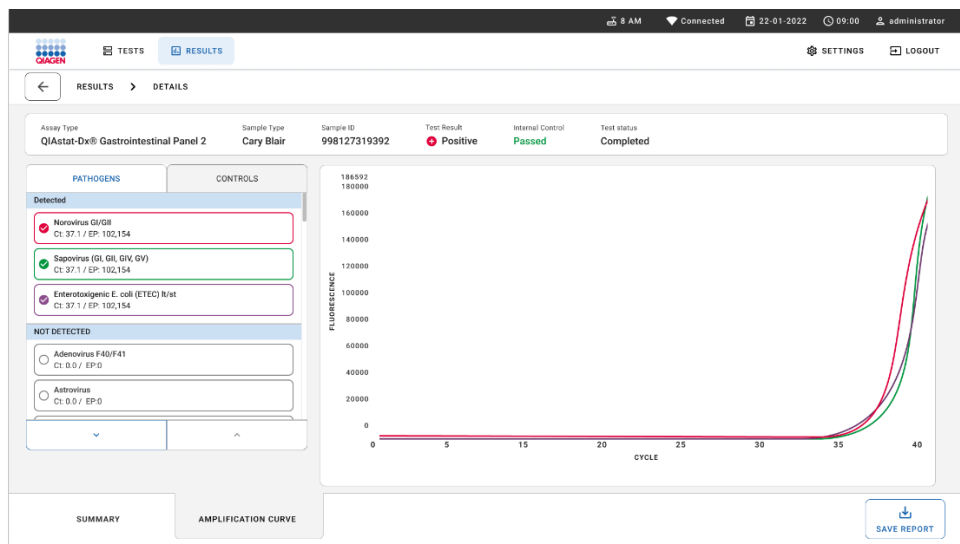 8 AM Connected 22-01-2022 09:00 administrator
QIAGEN TESTS RESULTS SETTINGS LOGOUT
RESULTS > DETAILS
Assay Type Sample Type Sample ID Test Result Internal Control Test status
QIAstat-Dx® Gastrointestinal Panel 2 Cary Blair 998127319392 Positive Passed Completed
PATHOGENS CONTROLS
Detected
Norovirus GI/GII
Ct: 37.1 / EP: 102,154
Sapovirus (GI, GII, GIV, GV)
Ct: 37.1 / EP: 102,154
Enterotoxigenic E. coli (ETEC) lt/st
Ct: 37.1 / EP: 102,154
NOT DETECTED
Adenovirus F40/F41
Ct: 0.0 / EP:0
Astrovirus
Ct: 0.0 / EP:0
186592
180000
160000
140000
120000
100000
80000
60000
40000
20000
0
FLUORESCENCE
0 5 15 20 25 30 35 40
CYCLE
SUMMARY AMPLIFICATION CURVE
SAVE REPORT